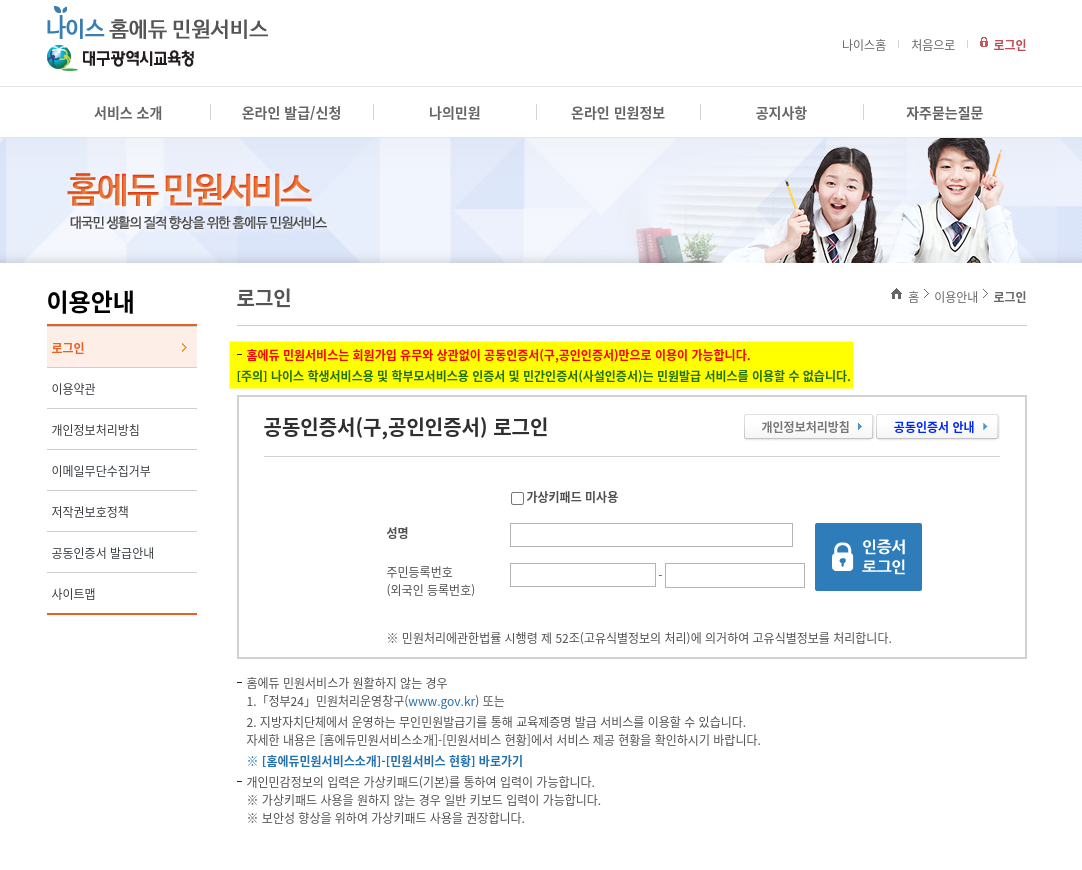 나이스 홈에듀 민원서비스
대구광역시교육청
나이스홈 처음으로 로그인
서비스 소개 온라인 발급/신청 나의민원 온라인 민원정보 공지사항 자주묻는질문
홈에듀 민원서비스
대국민 생활의 질적 향상을 위한 홈에듀 민원서비스
이용안내
로그인
이용약관
개인정보처리방침
이메일무단수집거부
저작권보호정책
공동인증서 발급안내
사이트맵
로그인
홈 > 이용안내 > 로그인
- 홈에듀 민원서비스는 회원가입 유무와 상관없이 공동인증서(구,공인인증서)만으로 이용이 가능합니다.
[주의] 나이스 학생서비스용 및 학부모서비스용 인증서 및 민간인증서(사설인증서)는 민원발급 서비스를 이용할 수 없습니다.
공동인증서(구,공인인증서) 로그인
개인정보처리방침 공동인증서 안내
가상키패드 미사용
성명
주민등록번호
(외국인 등록번호)
-
인증서
로그인
※ 민원처리에관한법률 시행령 제 52조(고유식별정보의 처리)에 의거하여 고유식별정보를 처리합니다.
- 홈에듀 민원서비스가 원활하지 않는 경우
1.「정부24」민원처리운영창구(www.gov.kr) 또는
2. 지방자치단체에서 운영하는 무인민원발급기를 통해 교육제증명 발급 서비스를 이용할 수 있습니다.
자세한 내용은 [홈에듀민원서비스소개]-[민원서비스 현황]에서 서비스 제공 현황을 확인하시기 바랍니다.
※ [홈에듀민원서비스소개]-[민원서비스 현황] 바로가기
- 개인민감정보의 입력은 가상키패드(기본)를 통하여 입력이 가능합니다.
※ 가상키패드 사용을 원하지 않는 경우 일반 키보드 입력이 가능합니다.
※ 보안성 향상을 위하여 가상키패드 사용을 권장합니다.